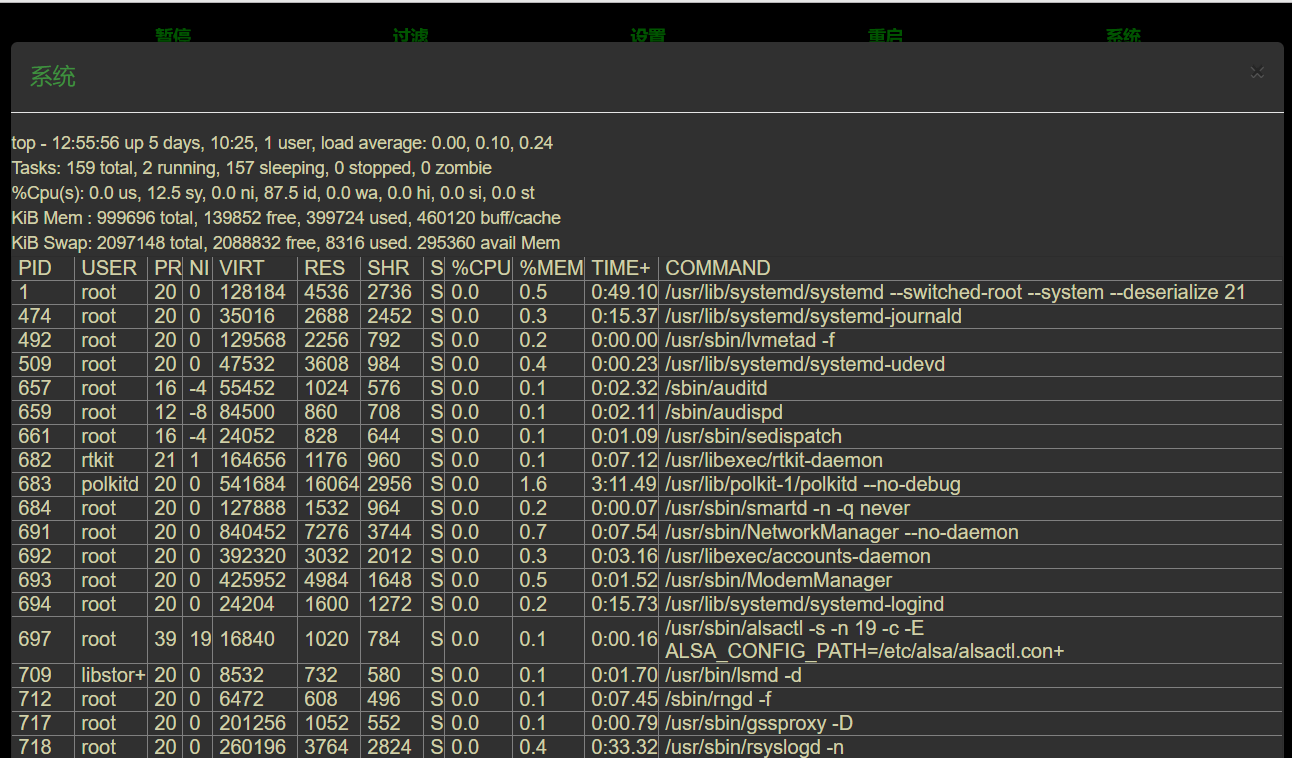 暂停 过滤 设置 重启 系统
系统 ×
top - 12:55:56 up 5 days, 10:25, 1 user, load average: 0.00, 0.10, 0.24
Tasks: 159 total, 2 running, 157 sleeping, 0 stopped, 0 zombie
%Cpu(s): 0.0 us, 12.5 sy, 0.0 ni, 87.5 id, 0.0 wa, 0.0 hi, 0.0 si, 0.0 st
KiB Mem : 999696 total, 139852 free, 399724 used, 460120 buff/cache
KiB Swap: 2097148 total, 2088832 free, 8316 used. 295360 avail Mem
PID USER PR NI VIRT RES SHR S %CPU %MEM TIME+ COMMAND
1 root 20 0 128184 4536 2736 S 0.0 0.5 0:49.10 /usr/lib/systemd/systemd --switched-root --system --deserialize 21
474 root 20 0 35016 2688 2452 S 0.0 0.3 0:15.37 /usr/lib/systemd/systemd-journald
492 root 20 0 129568 2256 792 S 0.0 0.2 0:00.00 /usr/sbin/lvmetad -f
509 root 20 0 47532 3608 984 S 0.0 0.4 0:00.23 /usr/lib/systemd/systemd-udevd
657 root 16 -4 55452 1024 576 S 0.0 0.1 0:02.32 /sbin/auditd
659 root 12 -8 84500 860 708 S 0.0 0.1 0:02.11 /sbin/audispd
661 root 16 -4 24052 828 644 S 0.0 0.1 0:01.09 /usr/sbin/sedispatch
682 rtkit 21 1 164656 1176 960 S 0.0 0.1 0:07.12 /usr/libexec/rtkit-daemon
683 polkitd 20 0 541684 16064 2956 S 0.0 1.6 3:11.49 /usr/lib/polkit-1/polkitd --no-debug
684 root 20 0 127888 1532 964 S 0.0 0.2 0:00.07 /usr/sbin/smartd -n -q never
691 root 20 0 840452 7276 3744 S 0.0 0.7 0:07.54 /usr/sbin/NetworkManager --no-daemon
692 root 20 0 392320 3032 2012 S 0.0 0.3 0:03.16 /usr/libexec/accounts-daemon
693 root 20 0 425952 4984 1648 S 0.0 0.5 0:01.52 /usr/sbin/ModemManager
694 root 20 0 24204 1600 1272 S 0.0 0.2 0:15.73 /usr/lib/systemd/systemd-logind
697 root 39 19 16840 1020 784 S 0.0 0.1 0:00.16 /usr/sbin/alsactl -s -n 19 -c -E
ALSA_CONFIG_PATH=/etc/alsa/alsactl.con+
709 libstor+ 20 0 8532 732 580 S 0.0 0.1 0:01.70 /usr/bin/lsmd -d
712 root 20 0 6472 608 496 S 0.0 0.1 0:07.45 /sbin/rngd -f
717 root 20 0 201256 1052 552 S 0.0 0.1 0:00.79 /usr/sbin/gssproxy -D
718 root 20 0 260196 3764 2824 S 0.0 0.4 0:33.32 /usr/sbin/rsyslogd -n